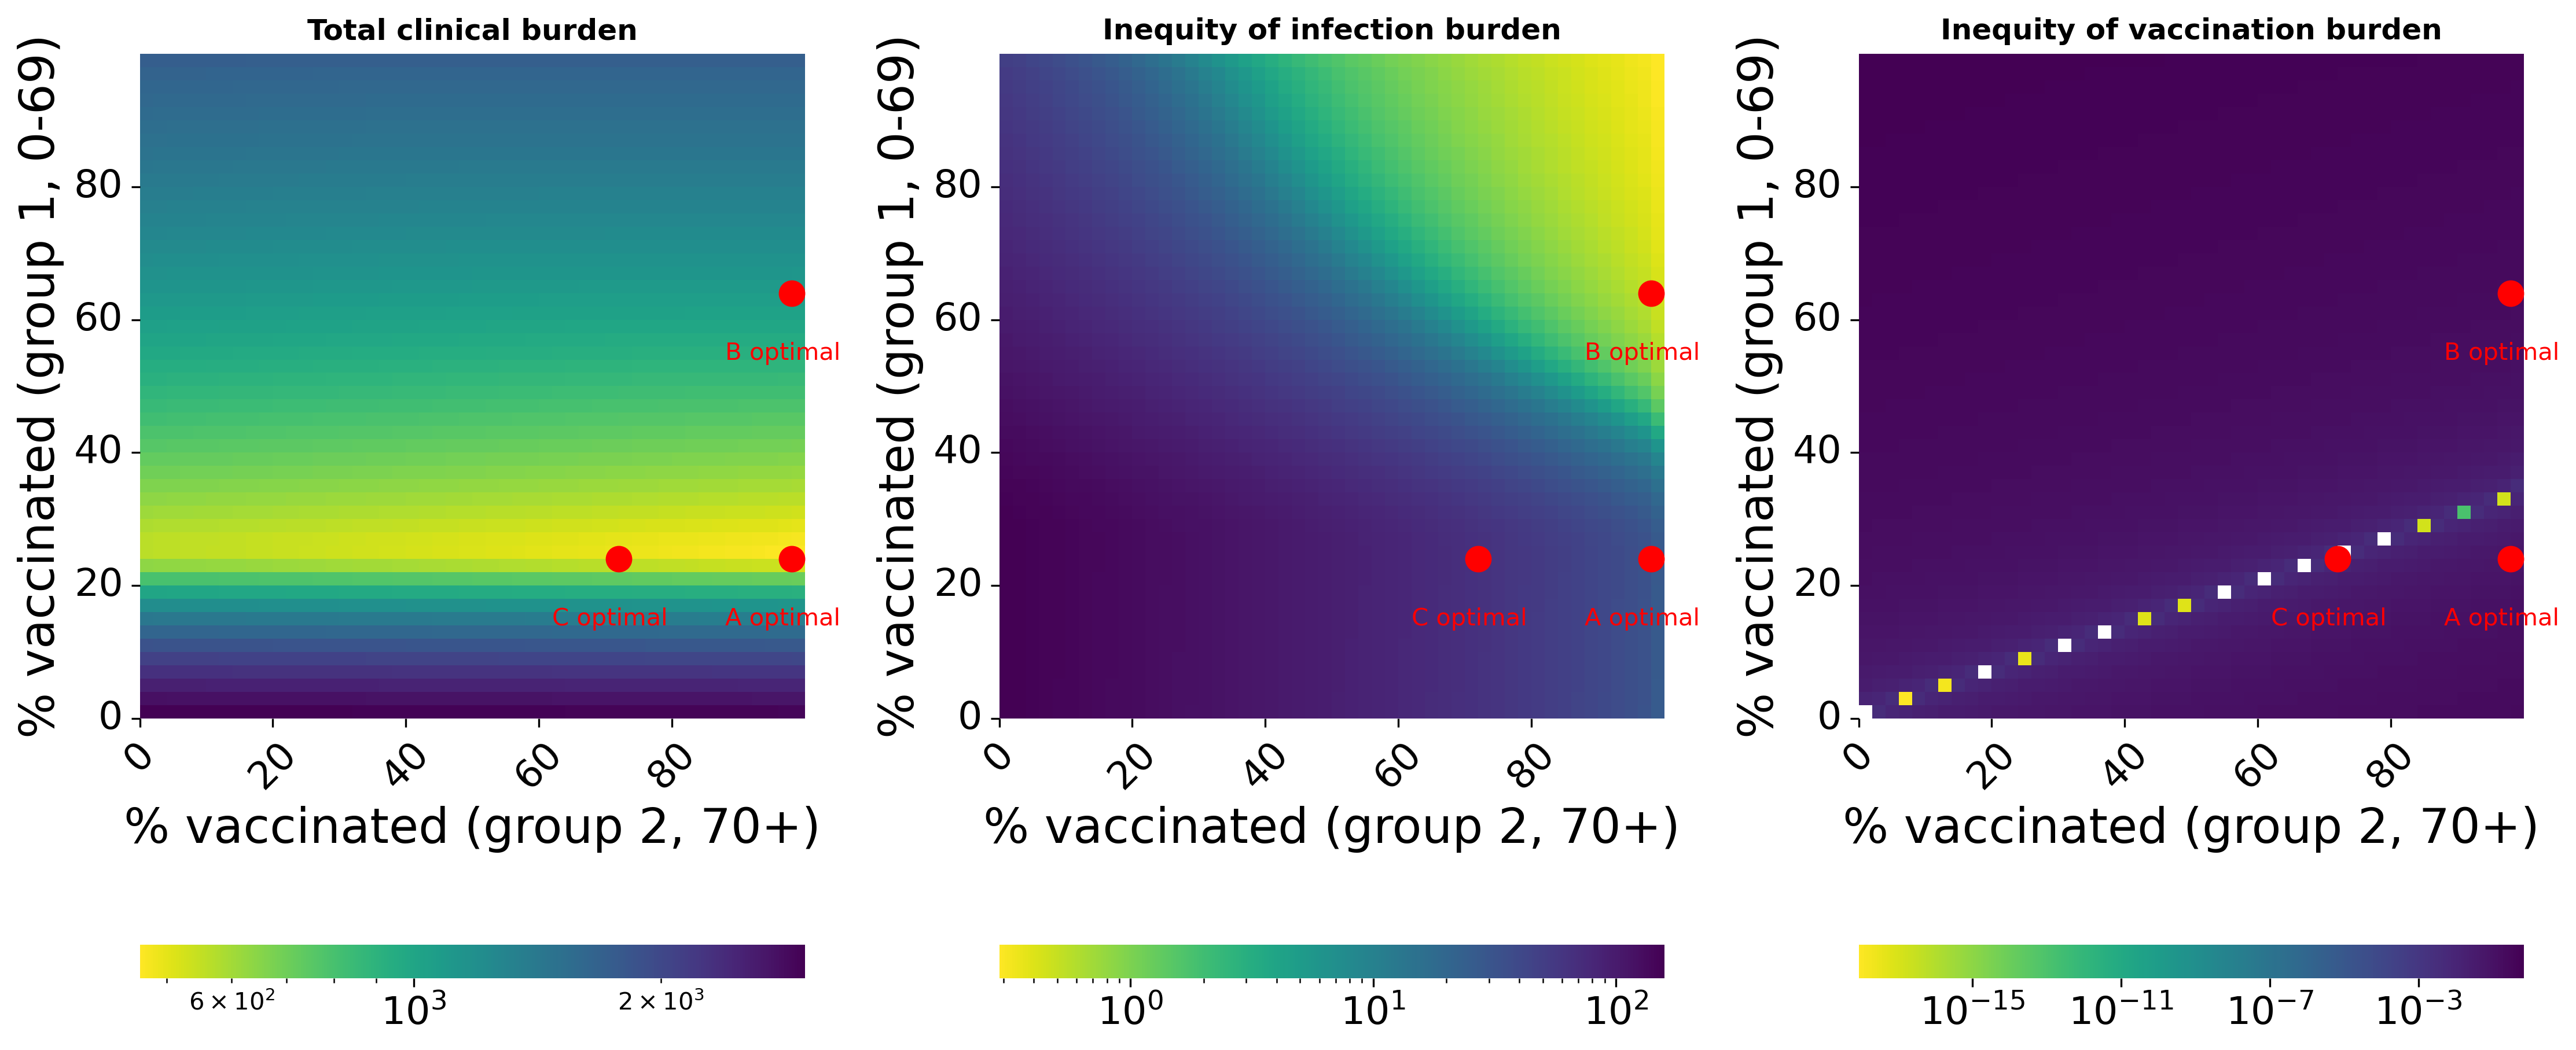 Total clinical burden
% vaccinated (group 1, 0-69)
80
60
40
20
0
B optimal
C optimal
A optimal
0
20
40
60
80
% vaccinated (group 2, 70+)
6 × 10²
10³
2 × 10³
Inequity of infection burden
% vaccinated (group 1, 0-69)
80
60
40
20
0
B optimal
C optimal
A optimal
0
20
40
60
80
% vaccinated (group 2, 70+)
10⁰
10¹
10²
Inequity of vaccination burden
% vaccinated (group 1, 0-69)
80
60
40
20
0
B optimal
C optimal
A optimal
0
20
40
60
80
% vaccinated (group 2, 70+)
10⁻¹⁵
10⁻¹¹
10⁻⁷
10⁻³